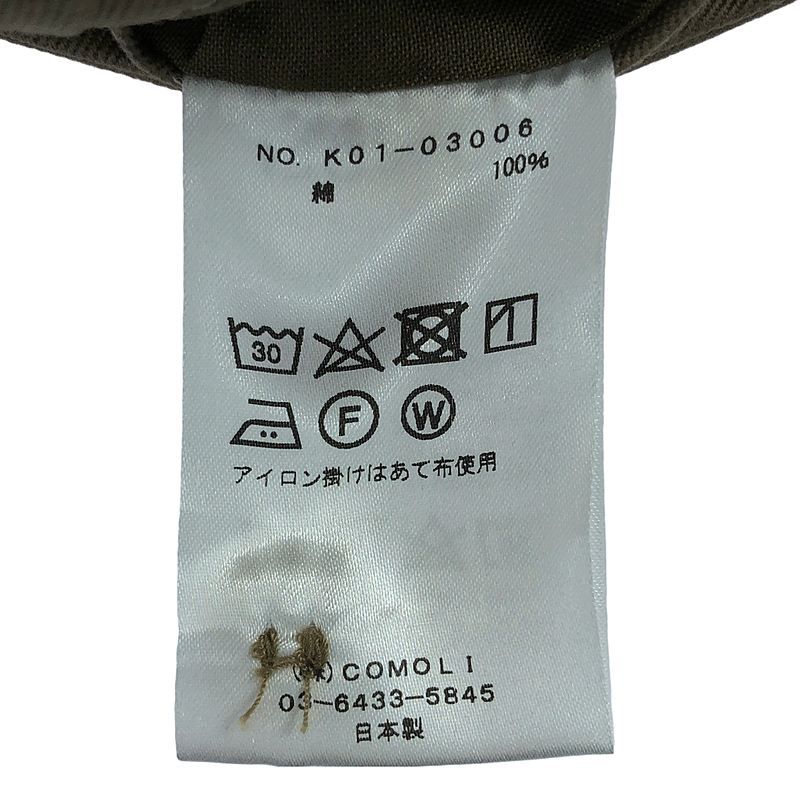 NO. K01-03006
綿 100%
30
F W
アイロン掛けはあて布使用
(株) COMOLI
03-6433-5845
日本製